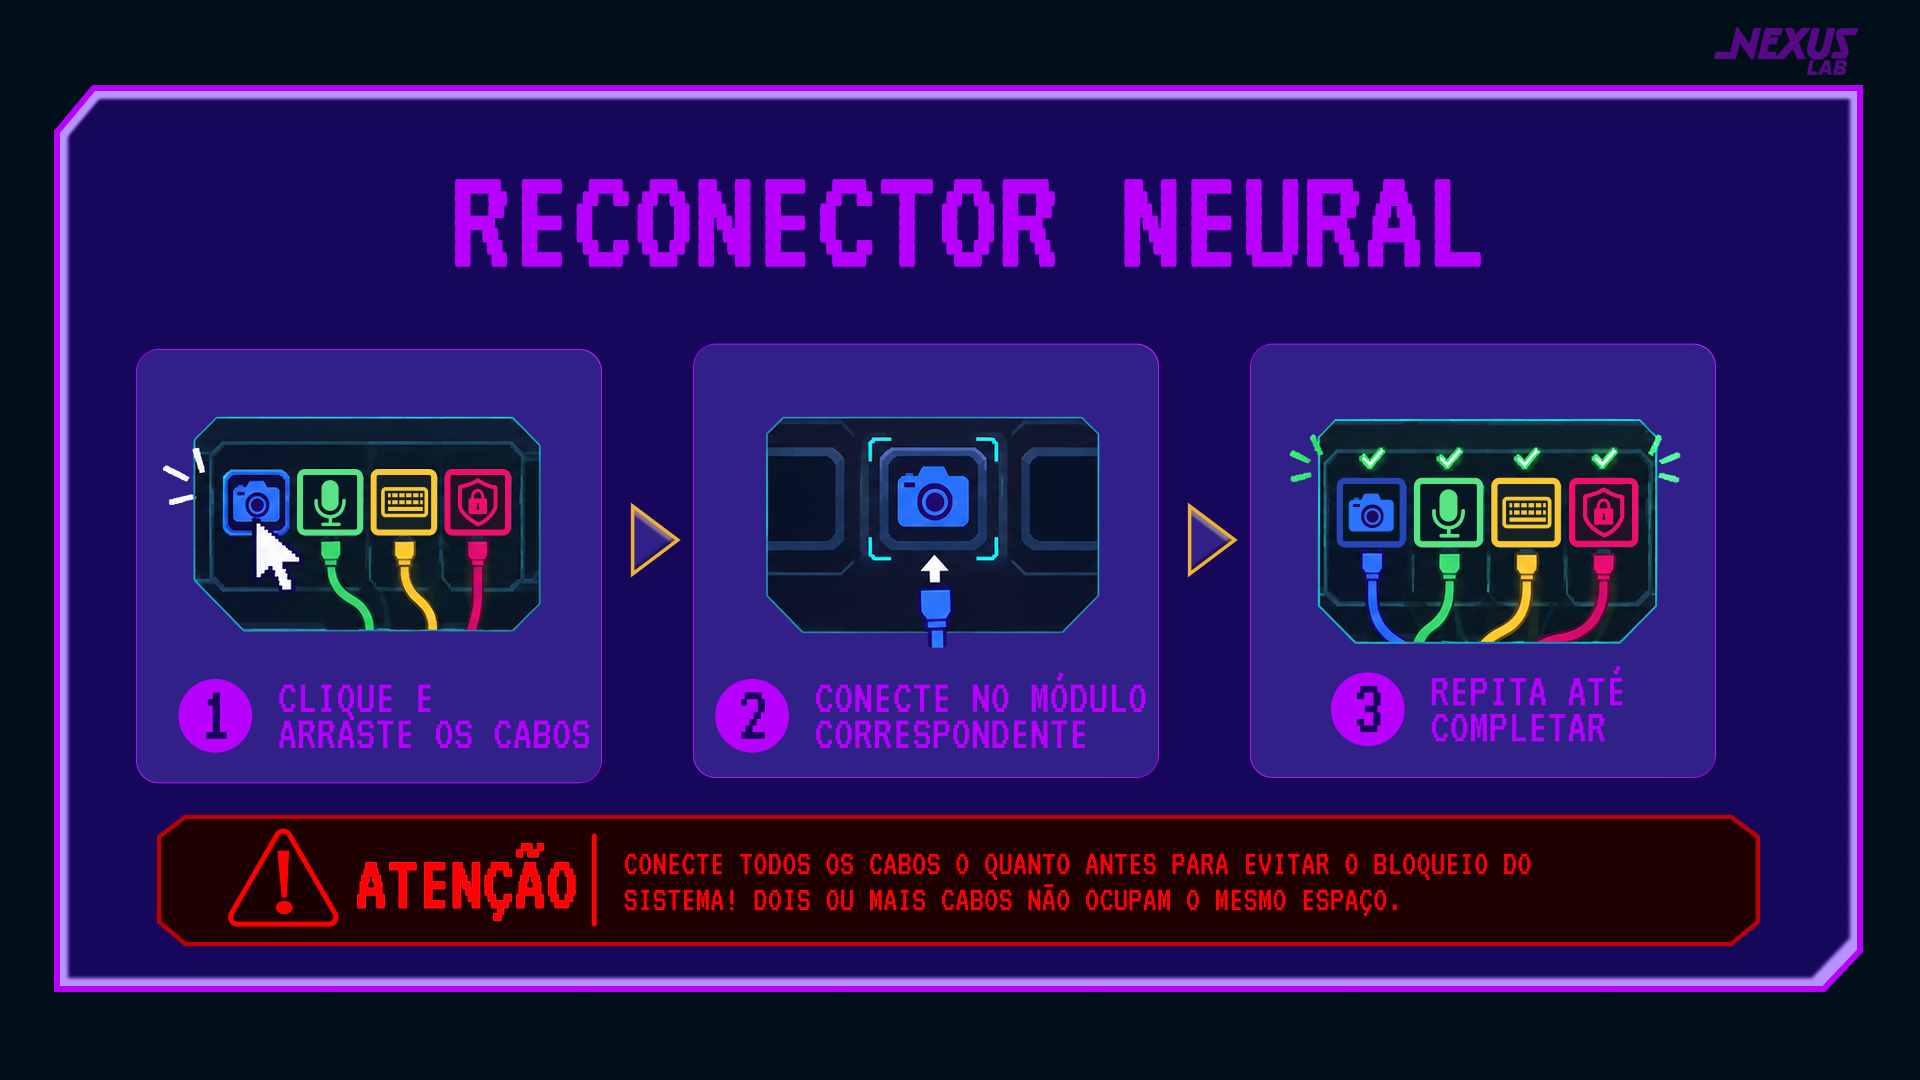 NEXUS
LAB
RECONECTOR NEURAL
1
CLIQUE E
ARRASTE OS CABOS
2
CONECTE NO MÓDULO
CORRESPONDENTE
3
REPITA ATÉ
COMPLETAR
ATENÇÃO
CONECTE TODOS OS CABOS O QUANTO ANTES PARA EVITAR O BLOQUEIO DO
SISTEMA! DOIS OU MAIS CABOS NÃO OCUPAM O MESMO ESPAÇO.